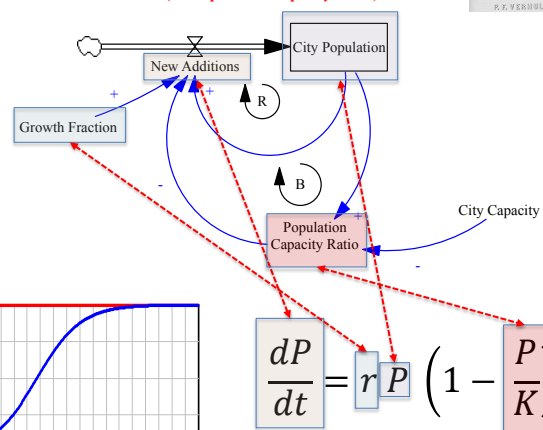 City Population
New Additions
+
+
R
Growth Fraction
B
-
City Capacity
+
Population
Capacity Ratio
-
dP/dt = r P (1 − P/K